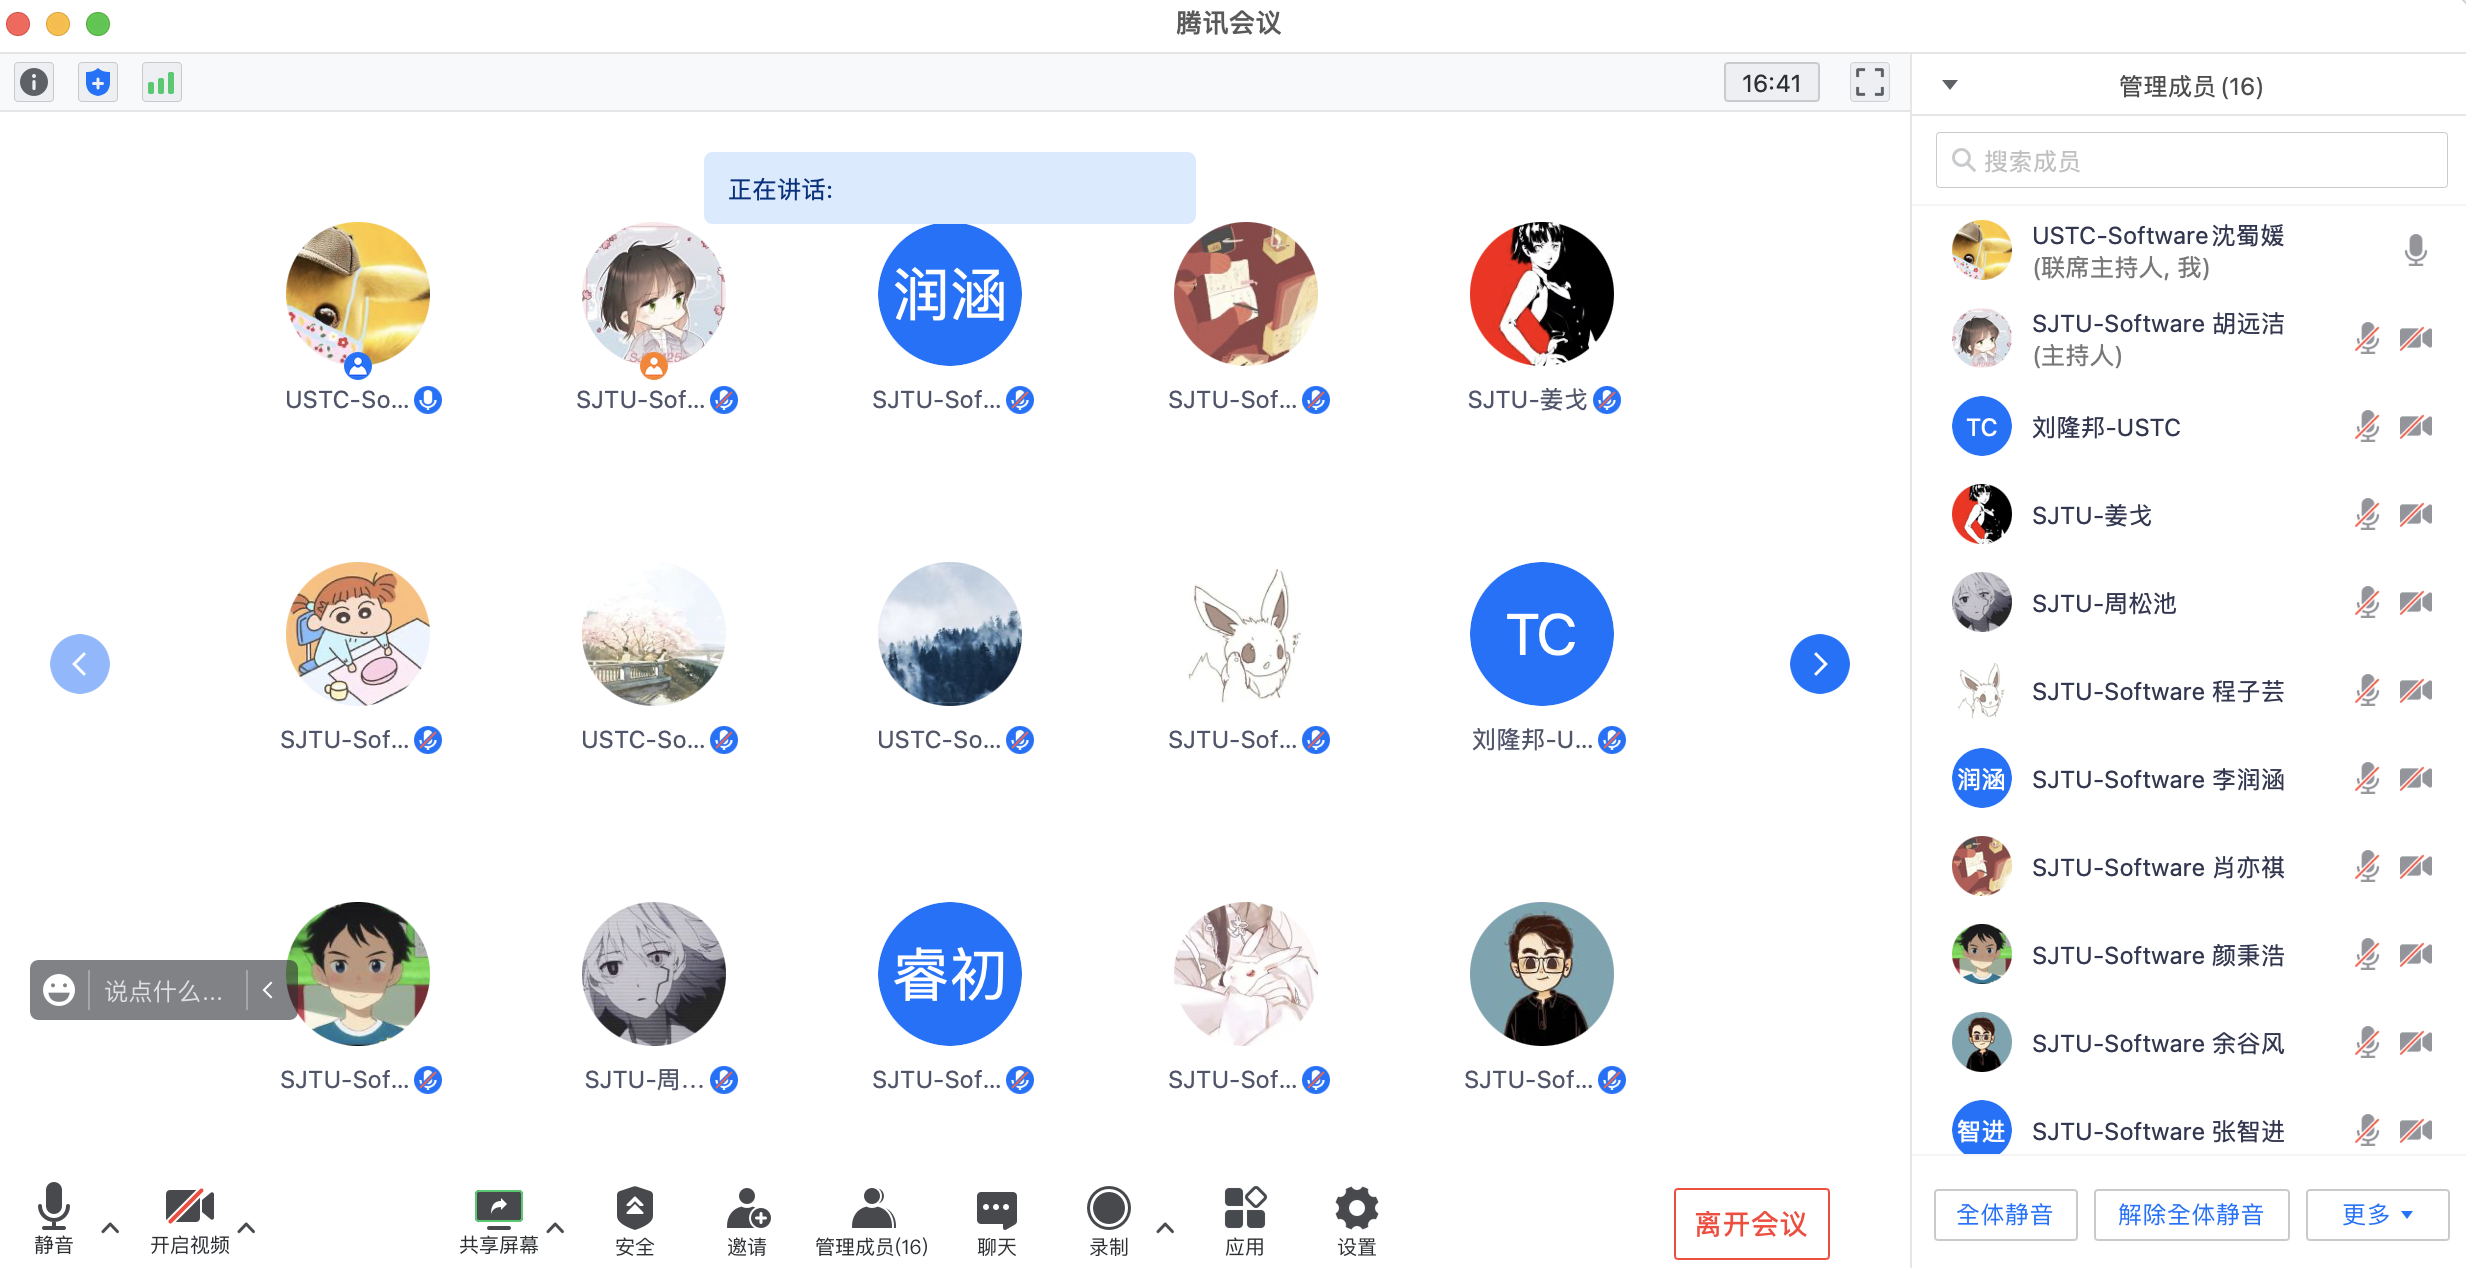 腾讯会议
16:41
管理成员(16)
搜索成员
正在讲话:
润涵
USTC-So...
SJTU-Sof...
SJTU-Sof...
SJTU-Sof...
SJTU-姜戈
TC
SJTU-Sof...
USTC-So...
USTC-So...
SJTU-Sof...
刘隆邦-U...
说点什么...
睿初
SJTU-Sof...
SJTU-周...
SJTU-Sof...
SJTU-Sof...
SJTU-Sof...
USTC-Software沈蜀媛
(联席主持人, 我)
SJTU-Software 胡远洁
(主持人)
TC 刘隆邦-USTC
SJTU-姜戈
SJTU-周松池
SJTU-Software 程子芸
润涵 SJTU-Software 李润涵
SJTU-Software 肖亦祺
SJTU-Software 颜秉浩
SJTU-Software 余谷风
智进 SJTU-Software 张智进
静音
开启视频
共享屏幕
安全
邀请
管理成员(16)
聊天
录制
应用
设置
离开会议
全体静音
解除全体静音
更多